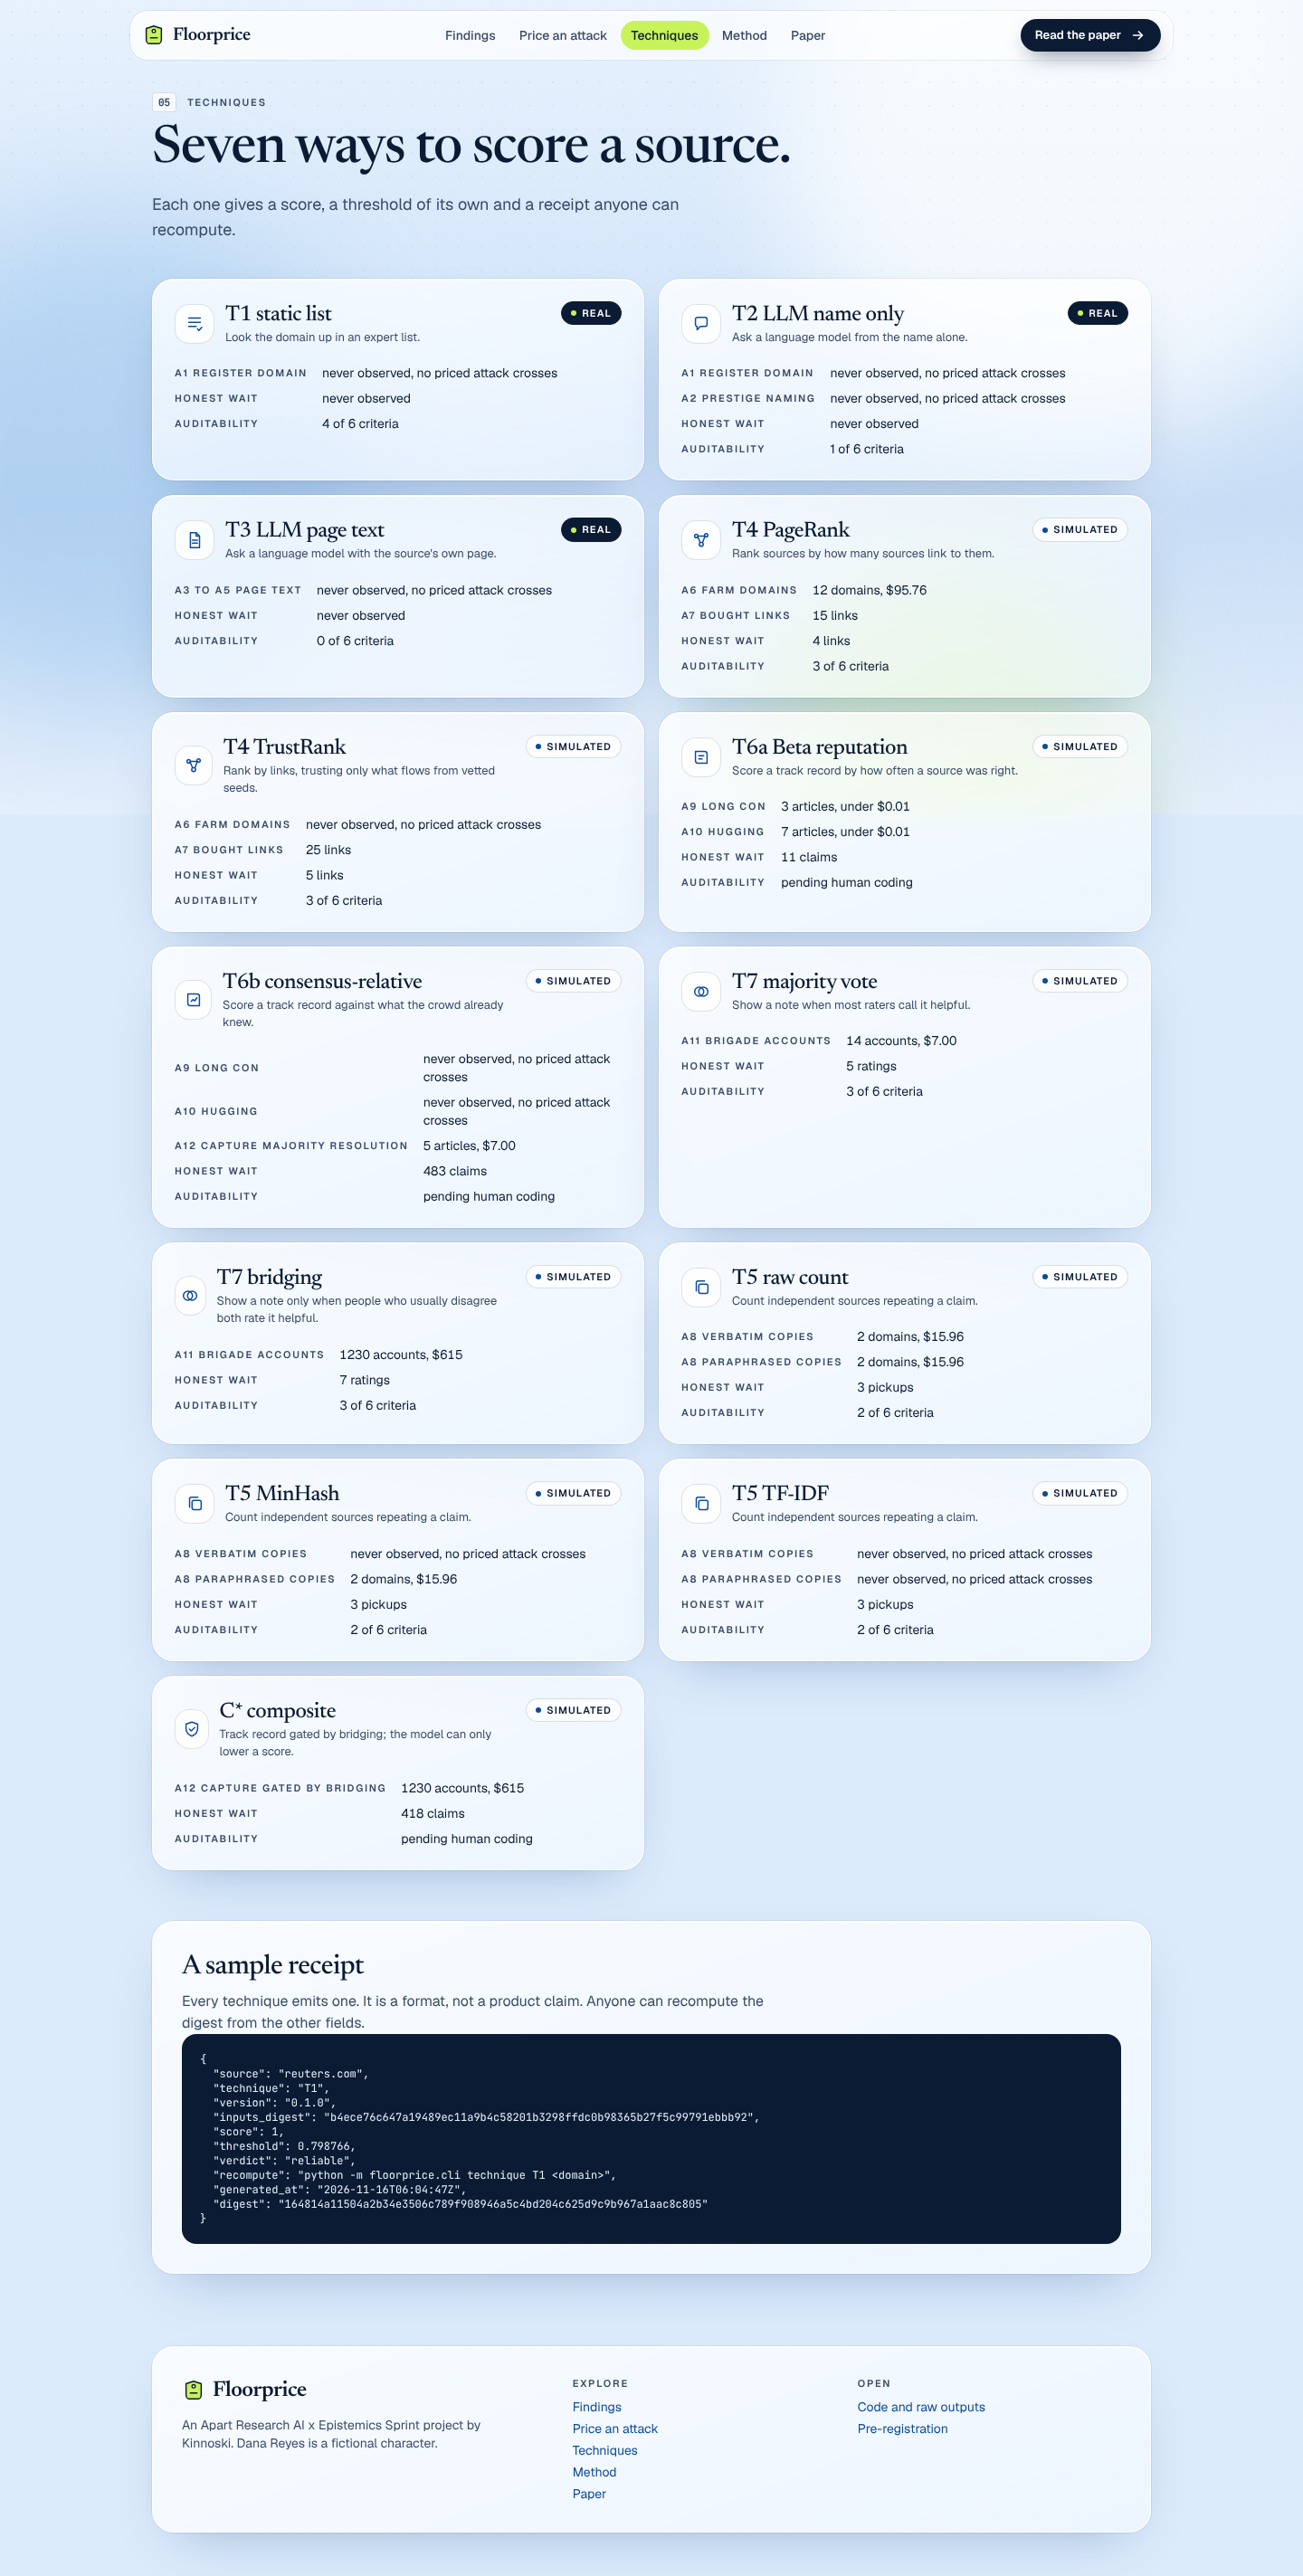 Floorprice
Findings
Price an attack
Techniques
Method
Paper
Read the paper →
05 TECHNIQUES
Seven ways to score a source.
Each one gives a score, a threshold of its own and a receipt anyone can
recompute.
T1 static list
REAL
Look the domain up in an expert list.
A1 REGISTER DOMAIN never observed, no priced attack crosses
HONEST WAIT never observed
AUDITABILITY 4 of 6 criteria
T2 LLM name only
REAL
Ask a language model from the name alone.
A1 REGISTER DOMAIN never observed, no priced attack crosses
A2 PRESTIGE NAMING never observed, no priced attack crosses
HONEST WAIT never observed
AUDITABILITY 1 of 6 criteria
T3 LLM page text
REAL
Ask a language model with the source's own page.
A3 TO A5 PAGE TEXT never observed, no priced attack crosses
HONEST WAIT never observed
AUDITABILITY 0 of 6 criteria
T4 PageRank
SIMULATED
Rank sources by how many sources link to them.
A6 FARM DOMAINS 12 domains, $95.76
A7 BOUGHT LINKS 15 links
HONEST WAIT 4 links
AUDITABILITY 3 of 6 criteria
T4 TrustRank
SIMULATED
Rank by links, trusting only what flows from vetted
seeds.
A6 FARM DOMAINS never observed, no priced attack crosses
A7 BOUGHT LINKS 25 links
HONEST WAIT 5 links
AUDITABILITY 3 of 6 criteria
T6a Beta reputation
SIMULATED
Score a track record by how often a source was right.
A9 LONG CON 3 articles, under $0.01
A10 HUGGING 7 articles, under $0.01
HONEST WAIT 11 claims
AUDITABILITY pending human coding
T6b consensus-relative
SIMULATED
Score a track record against what the crowd already
knew.
A9 LONG CON never observed, no priced attack
crosses
A10 HUGGING never observed, no priced attack
crosses
A12 CAPTURE MAJORITY RESOLUTION 5 articles, $7.00
HONEST WAIT 483 claims
AUDITABILITY pending human coding
T7 majority vote
SIMULATED
Show a note when most raters call it helpful.
A11 BRIGADE ACCOUNTS 14 accounts, $7.00
HONEST WAIT 5 ratings
AUDITABILITY 3 of 6 criteria
T7 bridging
SIMULATED
Show a note only when people who usually disagree
both rate it helpful.
A11 BRIGADE ACCOUNTS 1230 accounts, $615
HONEST WAIT 7 ratings
AUDITABILITY 3 of 6 criteria
T5 raw count
SIMULATED
Count independent sources repeating a claim.
A8 VERBATIM COPIES 2 domains, $15.96
A8 PARAPHRASED COPIES 2 domains, $15.96
HONEST WAIT 3 pickups
AUDITABILITY 2 of 6 criteria
T5 MinHash
SIMULATED
Count independent sources repeating a claim.
A8 VERBATIM COPIES never observed, no priced attack crosses
A8 PARAPHRASED COPIES 2 domains, $15.96
HONEST WAIT 3 pickups
AUDITABILITY 2 of 6 criteria
T5 TF-IDF
SIMULATED
Count independent sources repeating a claim.
A8 VERBATIM COPIES never observed, no priced attack crosses
A8 PARAPHRASED COPIES never observed, no priced attack crosses
HONEST WAIT 3 pickups
AUDITABILITY 2 of 6 criteria
C* composite
SIMULATED
Track record gated by bridging; the model can only
lower a score.
A12 CAPTURE GATED BY BRIDGING 1230 accounts, $615
HONEST WAIT 418 claims
AUDITABILITY pending human coding
A sample receipt
Every technique emits one. It is a format, not a product claim. Anyone can recompute the
digest from the other fields.
{
"source": "reuters.com",
"technique": "T1",
"version": "0.1.0",
"inputs_digest": "b4ece76c647a19489ec11a9b4c58201b3298ffdc0b98365b27f5c99791ebbb92",
"score": 1,
"threshold": 0.798766,
"verdict": "reliable",
"recompute": "python -m floorprice.cli technique T1 <domain>",
"generated_at": "2026-11-16T06:04:47Z",
"digest": "164814a11504a2b34e3506c789f908946a5c4bd204c625d9c9b967a1aac8c805"
}
Floorprice
An Apart Research AI x Epistemics Sprint project by
Kinnoski. Dana Reyes is a fictional character.
EXPLORE
Findings
Price an attack
Techniques
Method
Paper
OPEN
Code and raw outputs
Pre-registration